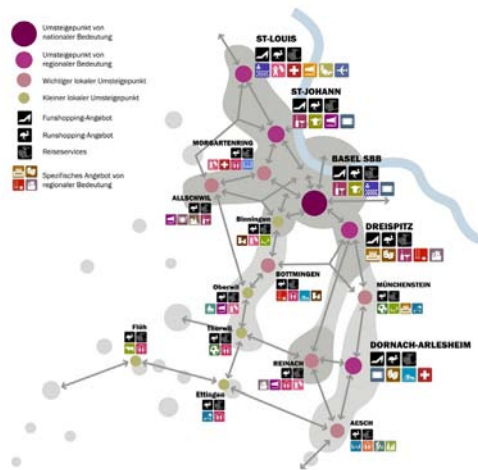 Umsteigepunkt von
nationaler Bedeutung
Umsteigepunkt von
regionaler Bedeutung
Wichtiger lokaler Umsteigepunkt
Kleiner lokaler Umsteigepunkt
Funshopping-Angebot
Runshopping-Angebot
Reiseservices
Spezifisches Angebot von
regionaler Bedeutung
ST-LOUIS
ST-JOHANN
MORGARTENRING
BASEL SBB
ALLSCHWIL
Binningen
DREISPITZ
BOTTMINGEN
Oberwil
MÜNCHENSTEIN
Flüh
Therwil
REINACH
DORNACH-ARLESHEIM
Ettingen
AESCH